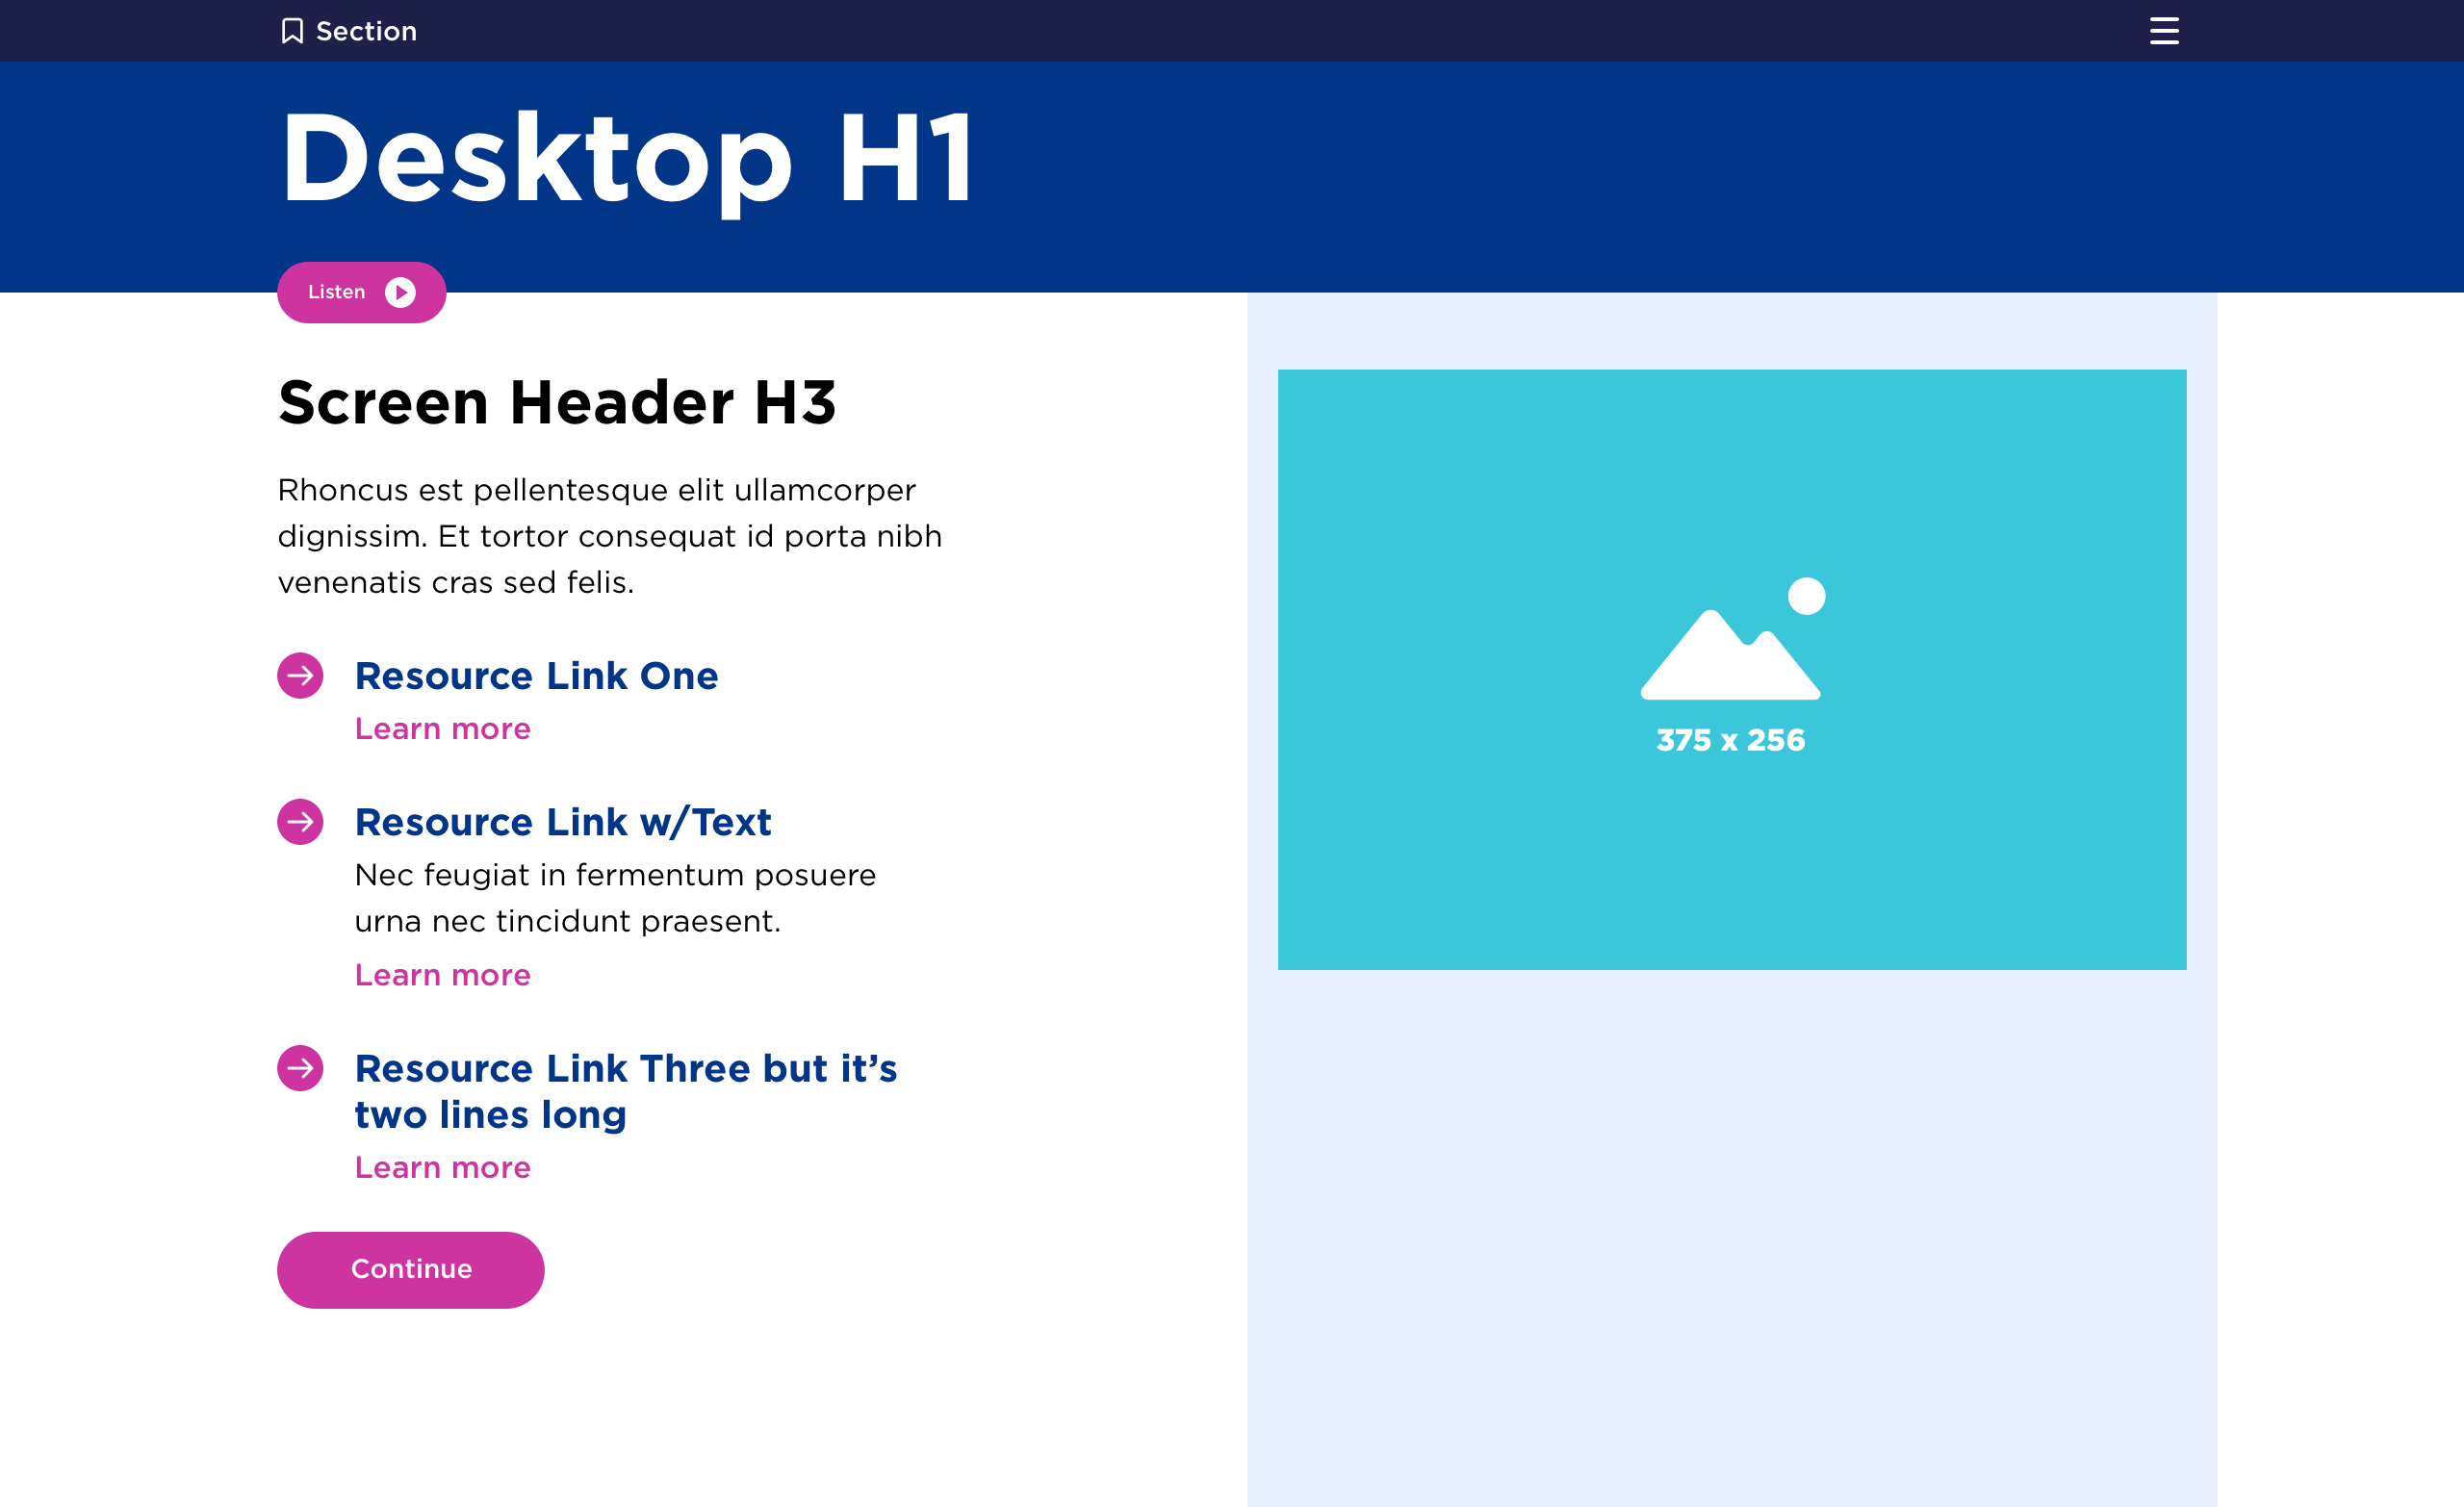 Section
Desktop H1
Listen
Screen Header H3
Rhoncus est pellentesque elit ullamcorper
dignissim. Et tortor consequat id porta nibh
venenatis cras sed felis.
Resource Link One
Learn more
Resource Link w/Text
Nec feugiat in fermentum posuere
urna nec tincidunt praesent.
Learn more
Resource Link Three but it’s
two lines long
Learn more
Continue
375 x 256